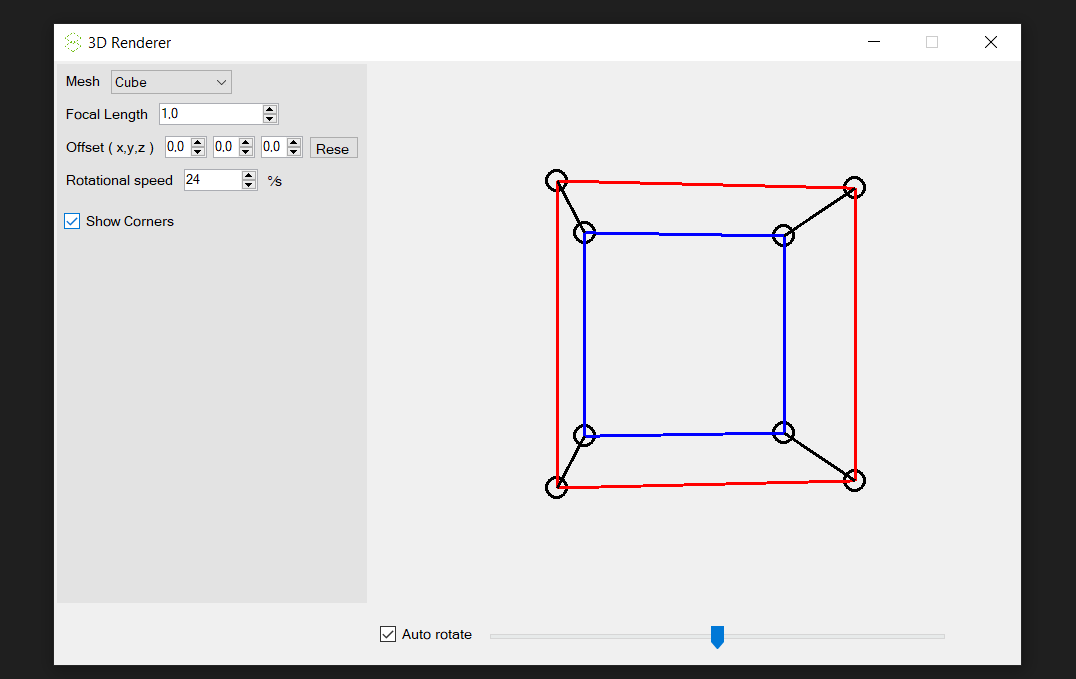 3D Renderer
Mesh Cube
Focal Length 1,0
Offset ( x,y,z ) 0,0 0,0 0,0 Rese
Rotational speed 24 °/s
Show Corners
Auto rotate